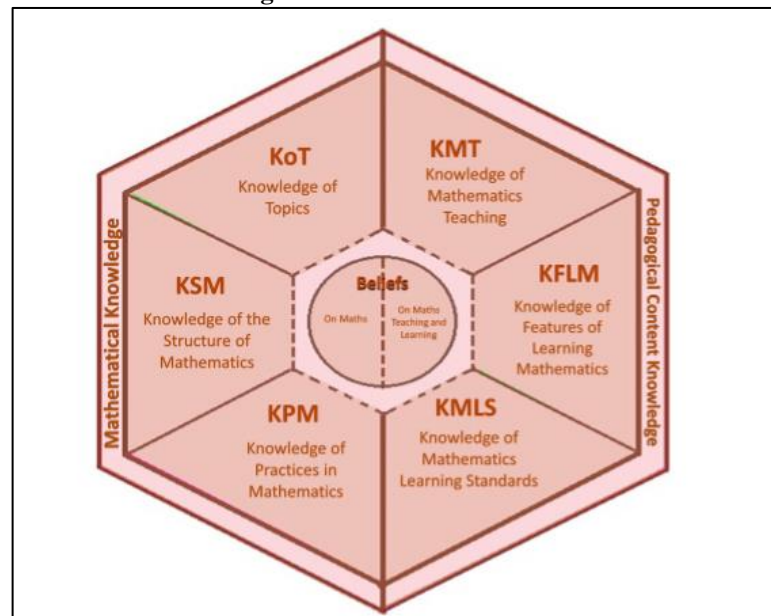 Mathematical Knowledge
KoT
Knowledge of
Topics
KMT
Knowledge of
Mathematics
Teaching
KSM
Knowledge of the
Structure of
Mathematics
Beliefs
On Maths
On Maths
Teaching and
Learning
KFLM
Knowledge of
Features of
Learning
Mathematics
KPM
Knowledge of
Practices in
Mathematics
KMLS
Knowledge of
Mathematics
Learning Standards
Pedagogical Content Knowledge